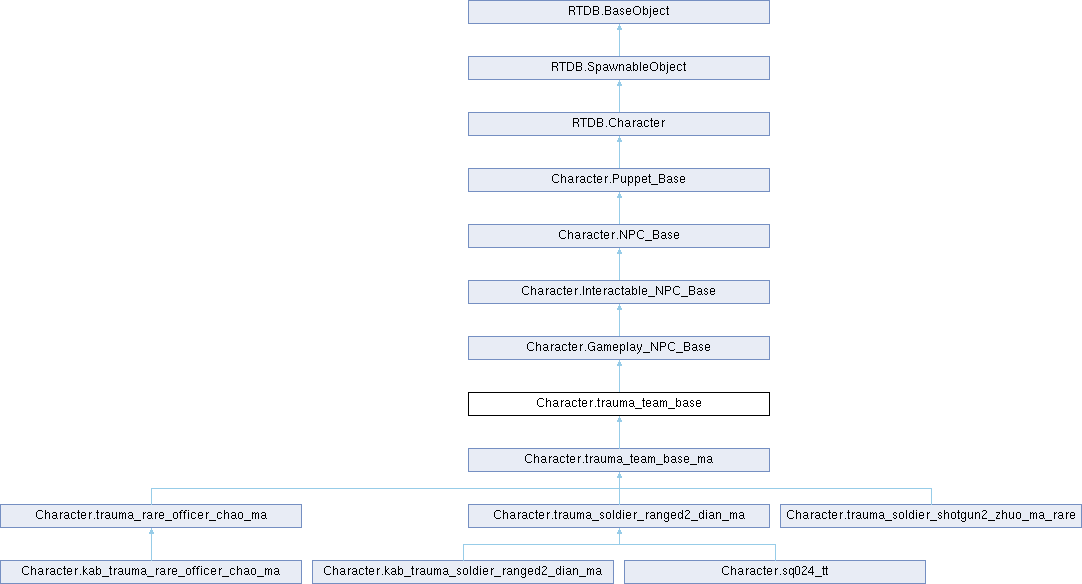 RTDB.BaseObject
RTDB.SpawnableObject
RTDB.Character
Character.Puppet_Base
Character.NPC_Base
Character.Interactable_NPC_Base
Character.Gameplay_NPC_Base
Character.trauma_team_base
Character.trauma_team_base_ma
Character.trauma_rare_officer_chao_ma
Character.trauma_soldier_ranged2_dian_ma
Character.trauma_soldier_shotgun2_zhuo_ma_rare
Character.kab_trauma_rare_officer_chao_ma
Character.kab_trauma_soldier_ranged2_dian_ma
Character.sq024_tt